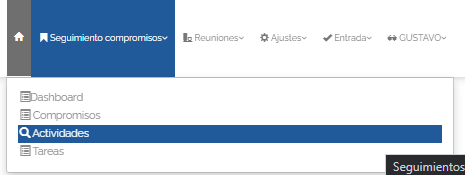 Seguimiento compromisos Reuniones Ajustes Entrada GUSTAVO
Dashboard
Compromisos
Actividades
Tareas
Seguimientos